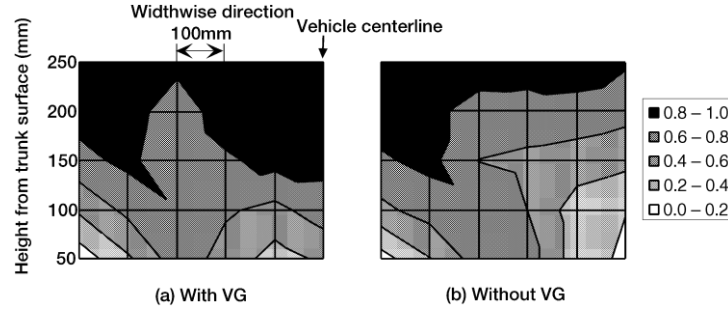 Widthwise direction
100mm
Vehicle centerline
Height from trunk surface (mm)
250
200
150
100
50
0.8 – 1.0
0.6 – 0.8
0.4 – 0.6
0.2 – 0.4
0.0 – 0.2
(a) With VG
(b) Without VG